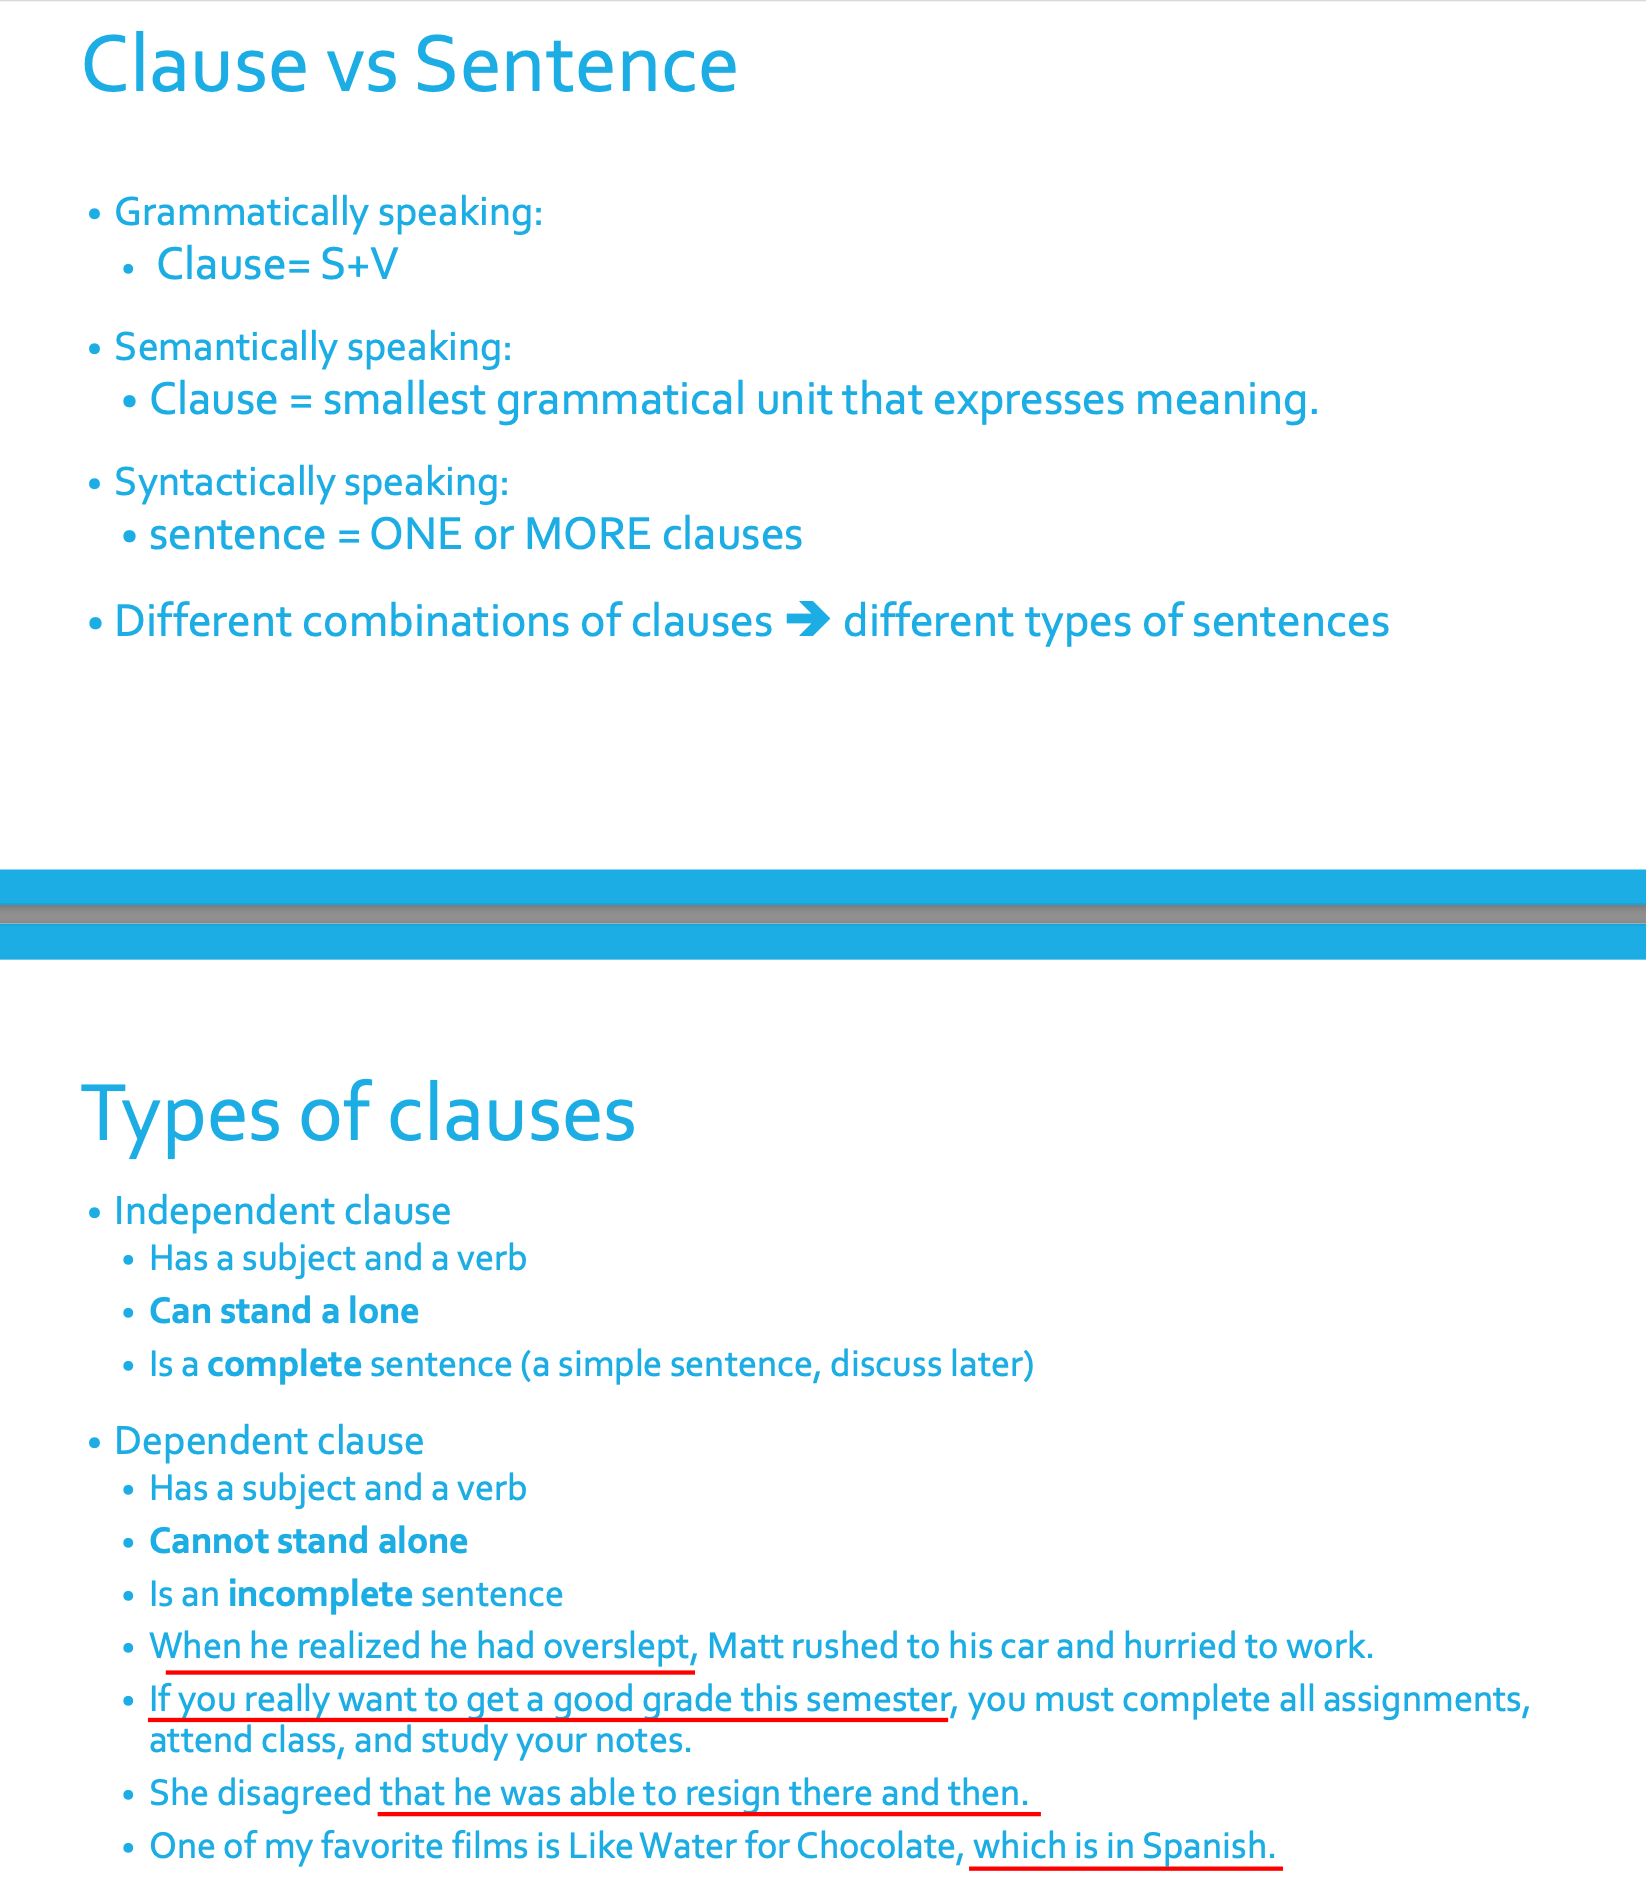 Clause vs Sentence
• Grammatically speaking:
• Clause= S+V
• Semantically speaking:
• Clause = smallest grammatical unit that expresses meaning.
• Syntactically speaking:
• sentence = ONE or MORE clauses
• Different combinations of clauses ➔ different types of sentences
Types of clauses
• Independent clause
• Has a subject and a verb
• Can stand a lone
• Is a complete sentence (a simple sentence, discuss later)
• Dependent clause
• Has a subject and a verb
• Cannot stand alone
• Is an incomplete sentence
• When he realized he had overslept, Matt rushed to his car and hurried to work.
• If you really want to get a good grade this semester, you must complete all assignments,
attend class, and study your notes.
• She disagreed that he was able to resign there and then.
• One of my favorite films is Like Water for Chocolate, which is in Spanish.